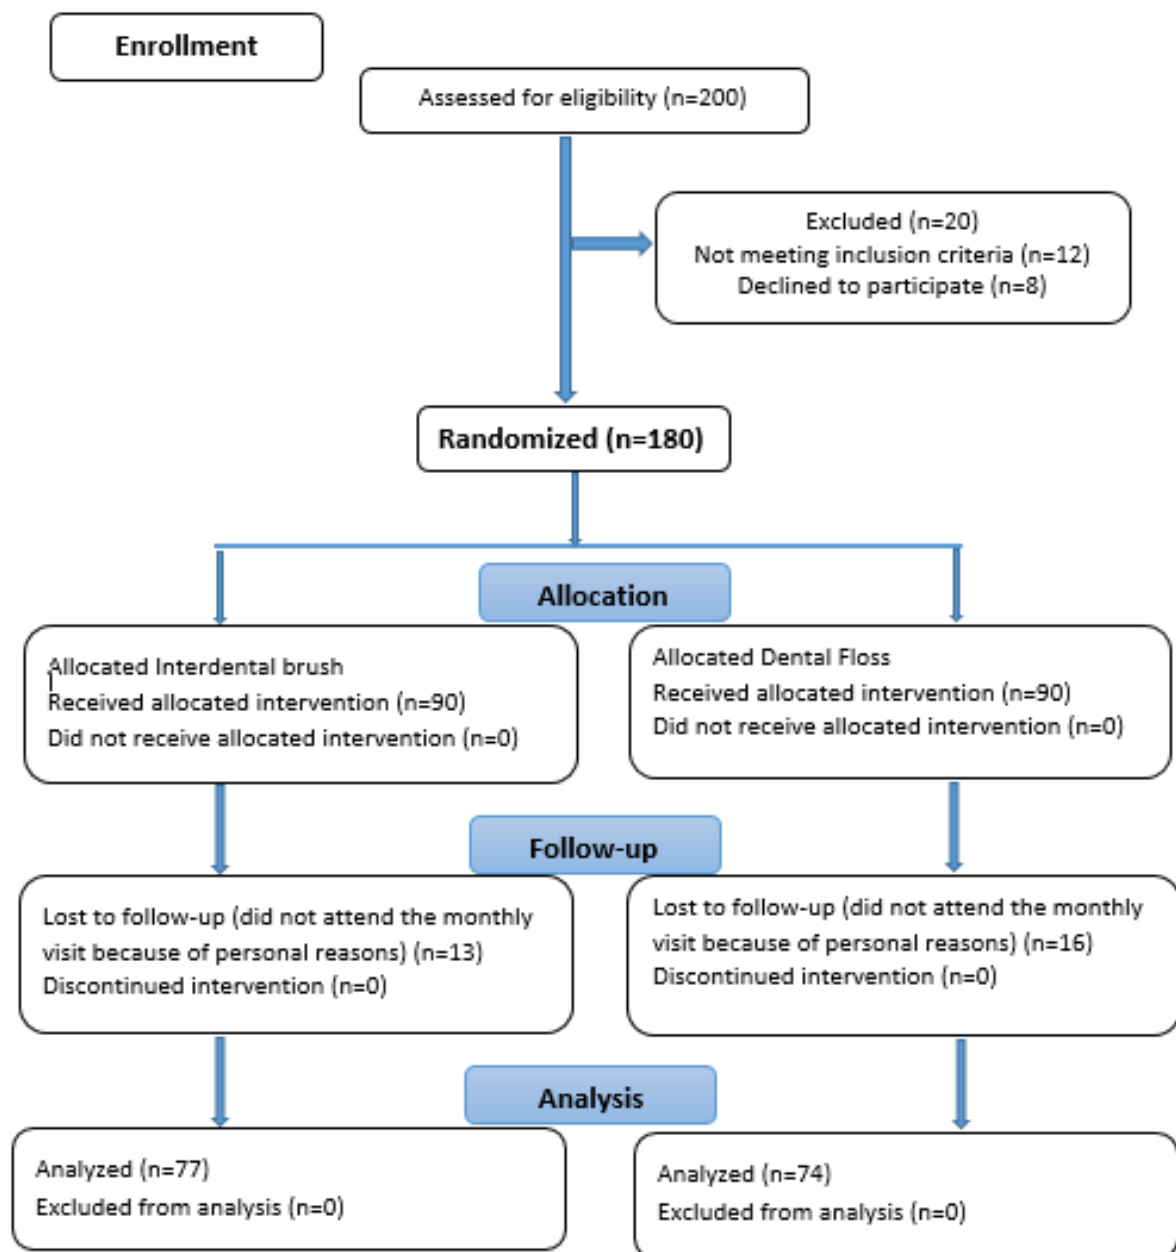 Enrollment
Assessed for eligibility (n=200)
Excluded (n=20)
Not meeting inclusion criteria (n=12)
Declined to participate (n=8)
Randomized (n=180)
Allocation
Allocated Interdental brush
Received allocated intervention (n=90)
Did not receive allocated intervention (n=0)
Allocated Dental Floss
Received allocated intervention (n=90)
Did not receive allocated intervention (n=0)
Follow-up
Lost to follow-up (did not attend the monthly
visit because of personal reasons) (n=13)
Discontinued intervention (n=0)
Lost to follow-up (did not attend the monthly
visit because of personal reasons) (n=16)
Discontinued intervention (n=0)
Analysis
Analyzed (n=77)
Excluded from analysis (n=0)
Analyzed (n=74)
Excluded from analysis (n=0)